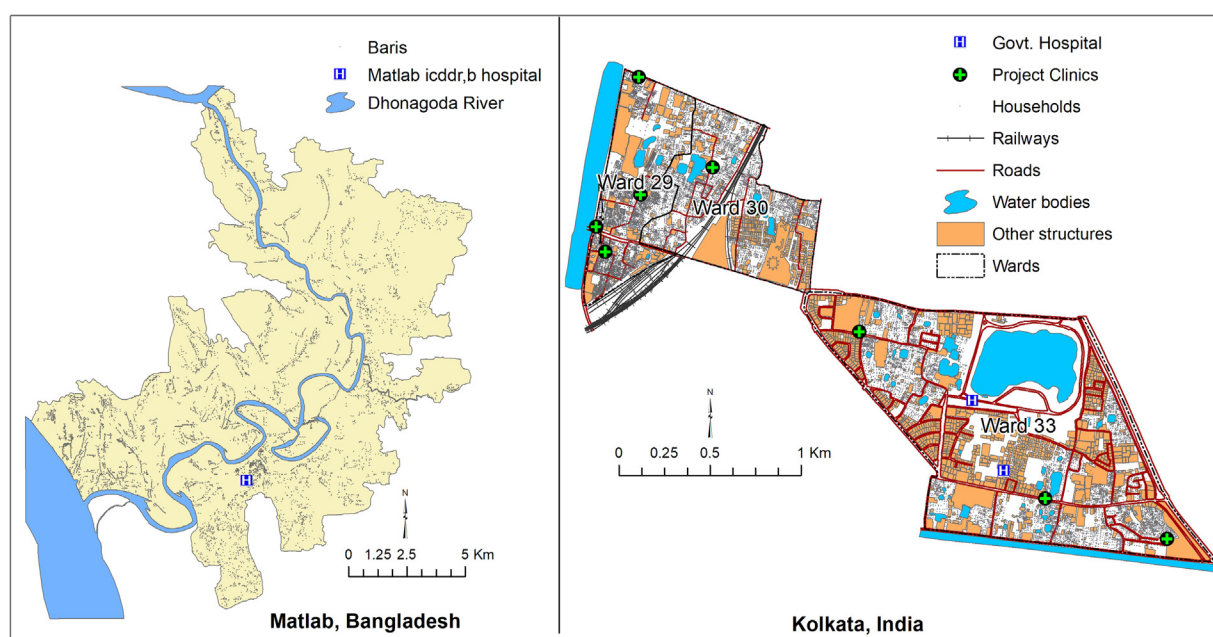 Baris
H Matlab icddr,b hospital
Dhonagoda River
N
0 1.25 2.5 5 Km
H
Matlab, Bangladesh
H Govt. Hospital
Project Clinics
Households
Railways
Roads
Water bodies
Other structures
Wards
Ward 29
Ward 30
H
Ward 33
H
N
0 0.25 0.5 1 Km
Kolkata, India